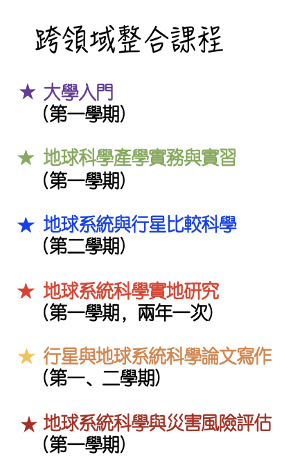 跨領域整合課程
★ 大學入門
(第一學期)
★ 地球科學產學實務與實習
(第一學期)
★ 地球系統與行星比較科學
(第二學期)
★ 地球系統科學實地研究
(第一學期，兩年一次)
★ 行星與地球系統科學論文寫作
(第一、二學期)
★ 地球系統科學與災害風險評估
(第一學期)